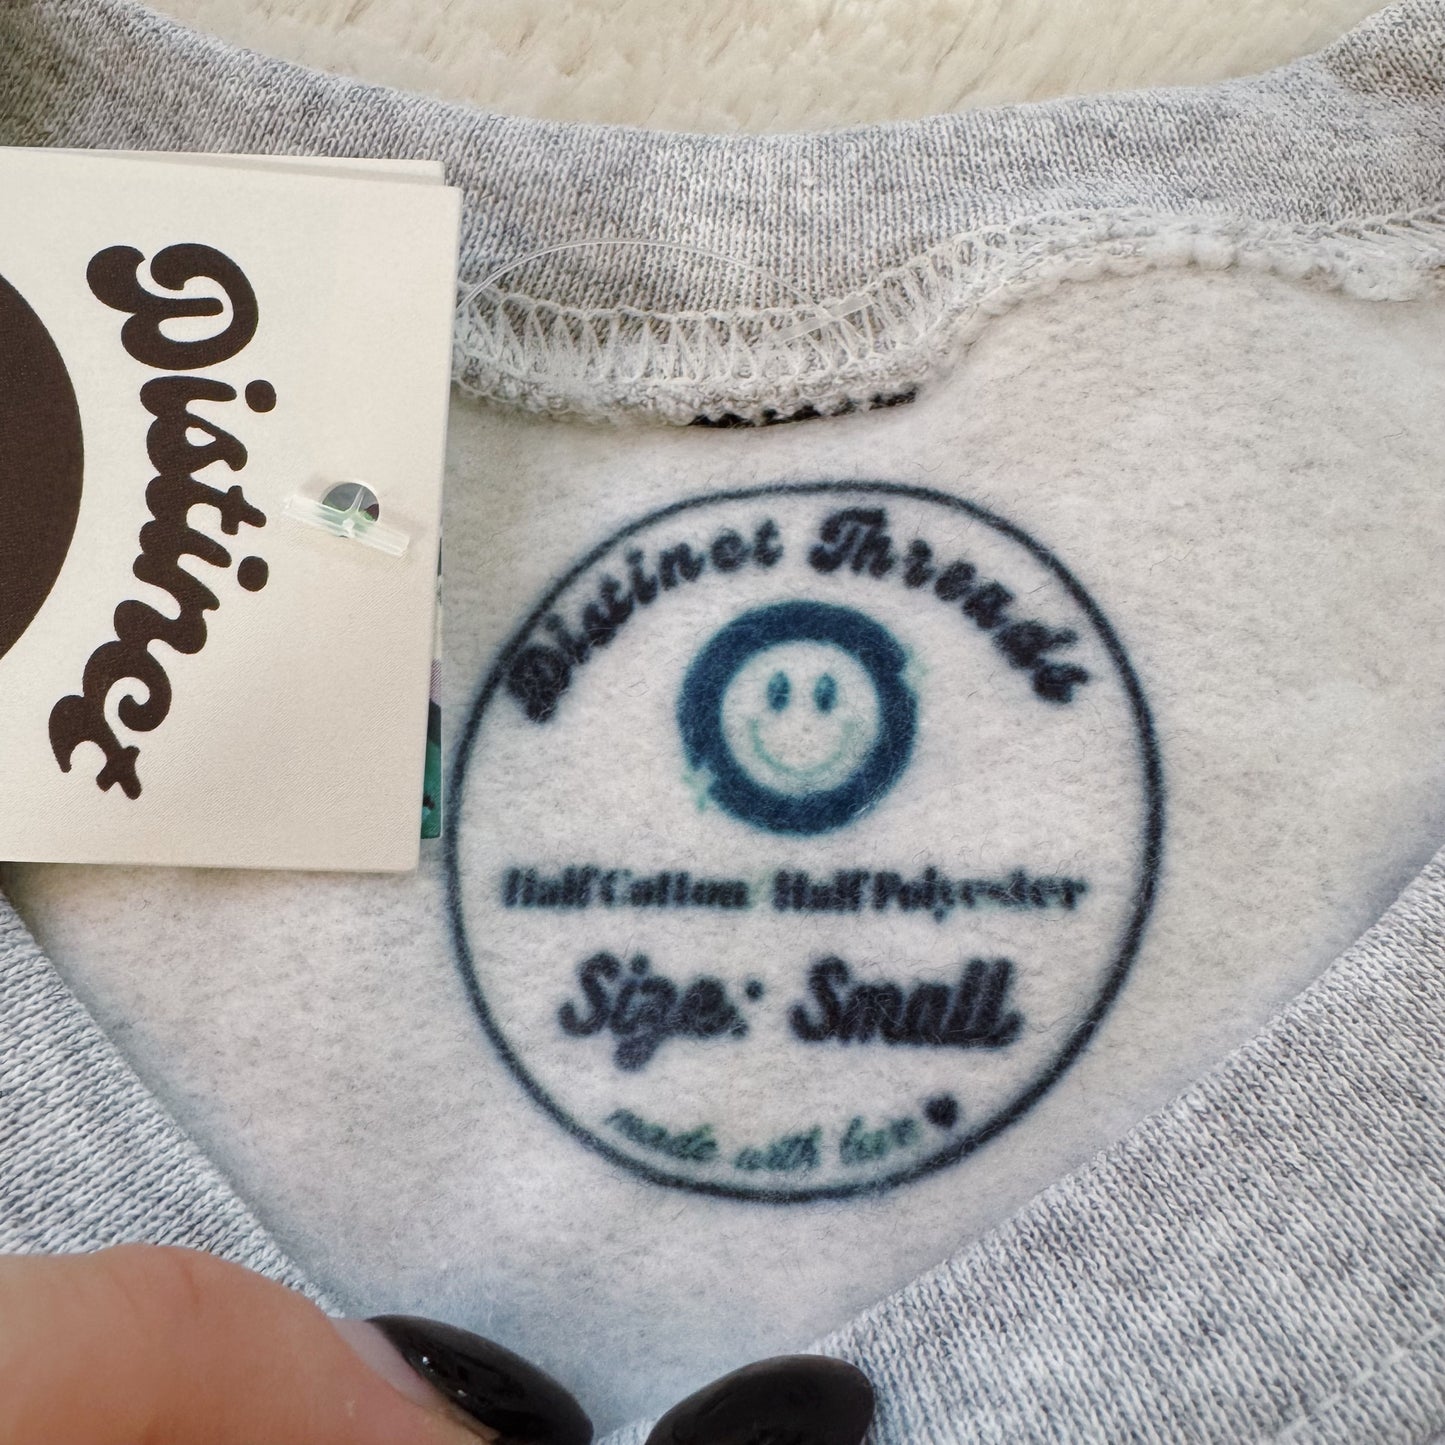 Distinct
Distinct Threads
Half Cotton / Half Polyester
Size: Small
made with love